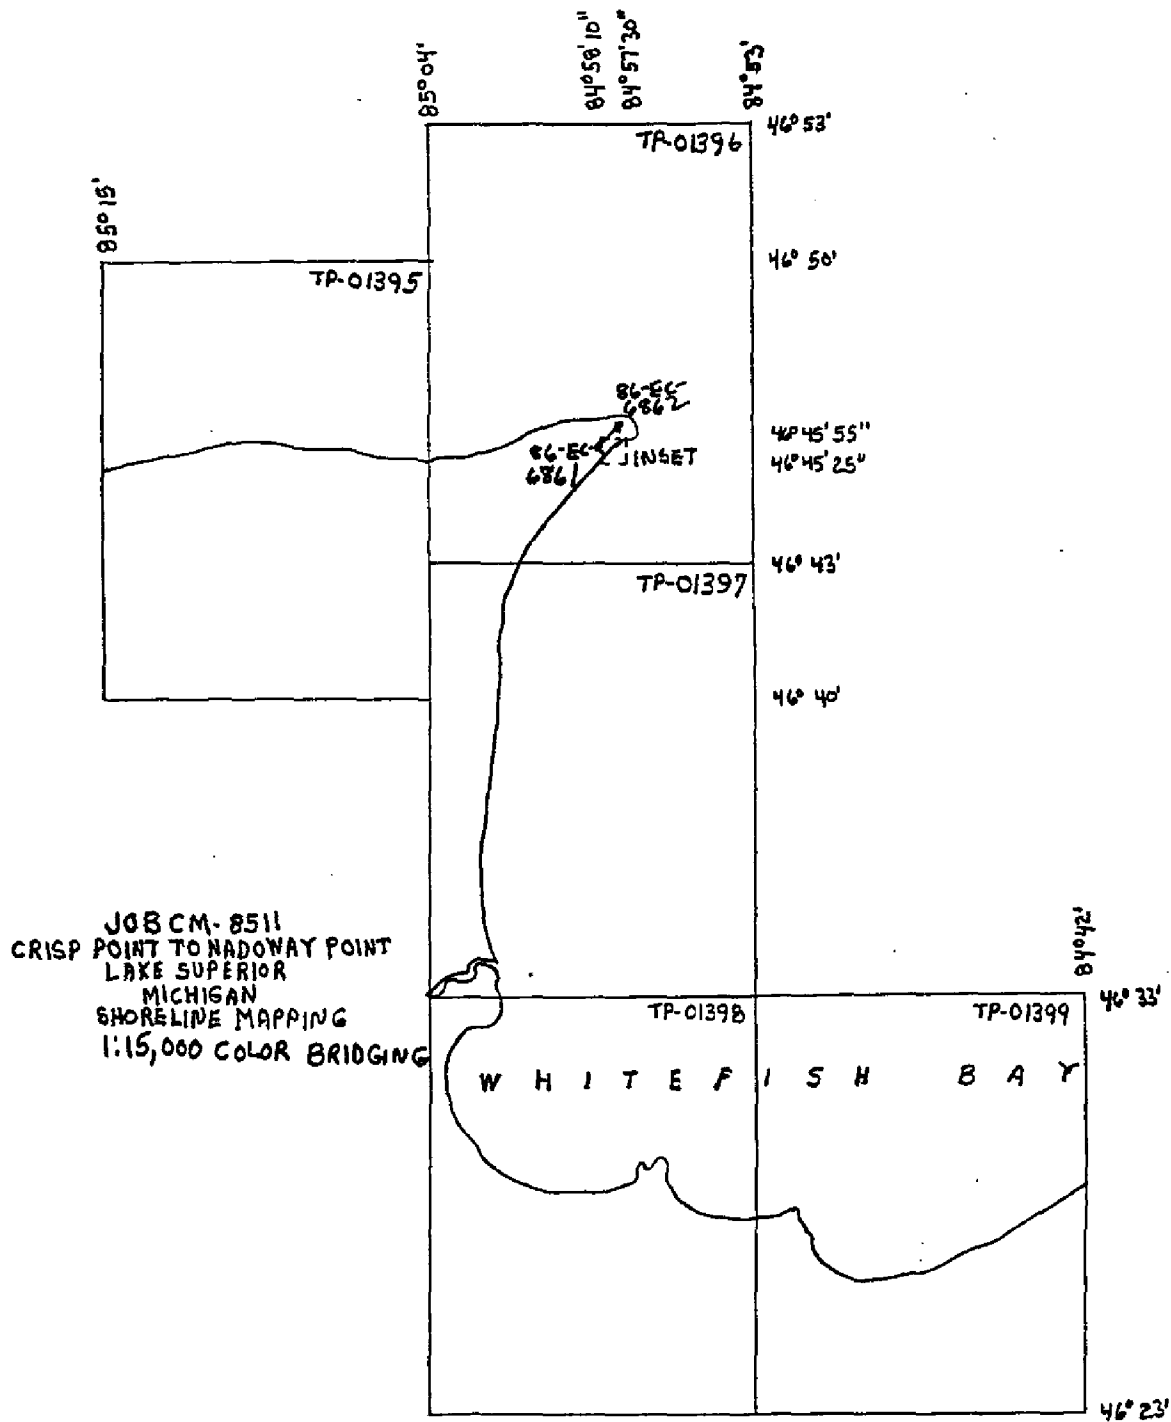 85°04'
84°58'10"
84°57'30"
84°53'
46°53'
TP-01396
85°15'
46°50'
TP-01395
86-EC-
6862
46°45'55"
86-EC-
6861
INSET
46°45'25"
46°43'
TP-01397
46°40'
JOB CM-8511
CRISP POINT TO NADOWAY POINT
LAKE SUPERIOR
MICHIGAN
SHORELINE MAPPING
1:15,000 COLOR BRIDGING
84°42'
46°33'
TP-01398
TP-01399
WHITEFISH BAY
46°23'